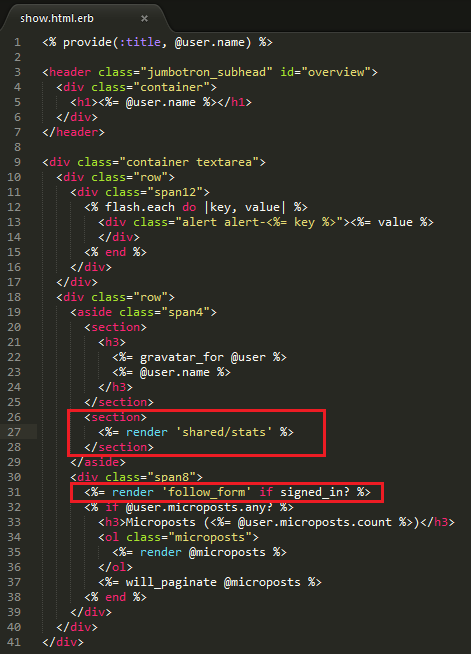 show.html.erb ×
1 <% provide(:title, @user.name) %>
2
3 <header class="jumbotron_subhead" id="overview">
4   <div class="container">
5     <h1><%= @user.name %></h1>
6   </div>
7 </header>
8
9 <div class="container textarea">
10   <div class="row">
11     <div class="span12">
12       <% flash.each do |key, value| %>
13         <div class="alert alert-<%= key %>"><%= value %>
14         </div>
15       <% end %>
16     </div>
17   </div>
18   <div class="row">
19     <aside class="span4">
20       <section>
21         <h3>
22           <%= gravatar_for @user %>
23           <%= @user.name %>
24         </h3>
25       </section>
26       <section>
27         <%= render 'shared/stats' %>
28       </section>
29     </aside>
30     <div class="span8">
31       <%= render 'follow_form' if signed_in? %>
32       <% if @user.microposts.any? %>
33         <h3>Microposts (<%= @user.microposts.count %>)</h3>
34         <ol class="microposts">
35           <%= render @microposts %>
36         </ol>
37         <%= will_paginate @microposts %>
38       <% end %>
39     </div>
40   </div>
41 </div>